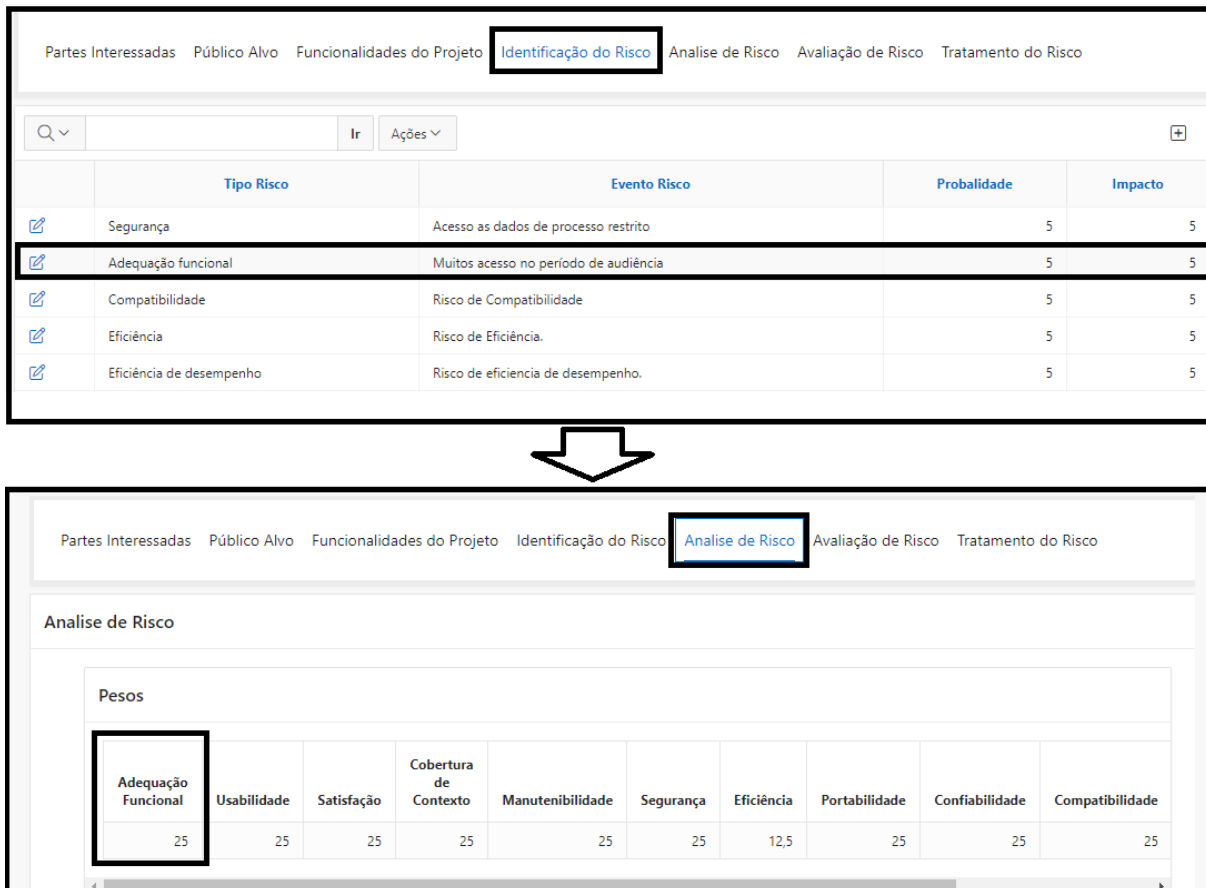 Partes Interessadas Público Alvo Funcionalidades do Projeto Identificação do Risco Analise de Risco Avaliação de Risco Tratamento do Risco
Ir Ações
Tipo Risco Evento Risco Probalidade Impacto
Segurança Acesso as dados de processo restrito 5 5
Adequação funcional Muitos acesso no período de audiência 5 5
Compatibilidade Risco de Compatibilidade 5 5
Eficiência Risco de Eficiência. 5 5
Eficiência de desempenho Risco de eficiencia de desempenho. 5 5
Partes Interessadas Público Alvo Funcionalidades do Projeto Identificação do Risco Analise de Risco Avaliação de Risco Tratamento do Risco
Analise de Risco
Pesos
Adequação Funcional Usabilidade Satisfação Cobertura de Contexto Manutenibilidade Segurança Eficiência Portabilidade Confiabilidade Compatibilidade
25 25 25 25 25 25 12,5 25 25 25